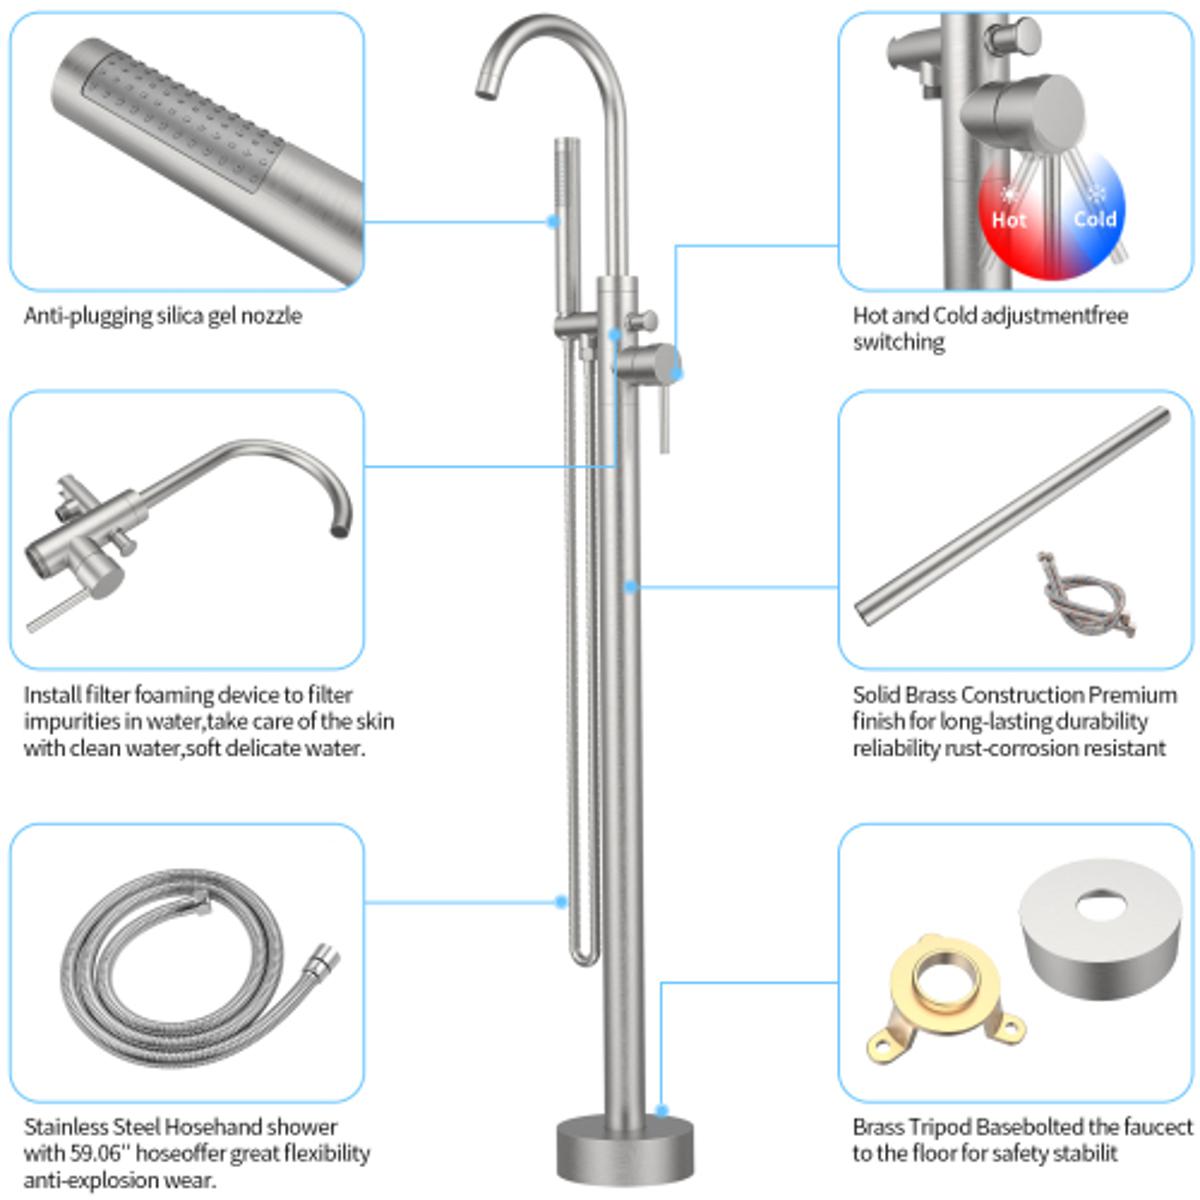 Anti-plugging silica gel nozzle
Hot
Cold
Hot and Cold adjustmentfree
switching
Install filter foaming device to filter
impurities in water,take care of the skin
with clean water,soft delicate water.
Solid Brass Construction Premium
finish for long-lasting durability
reliability rust-corrosion resistant
Stainless Steel Hosehand shower
with 59.06" hoseoffer great flexibility
anti-explosion wear.
Brass Tripod Basebolted the faucect
to the floor for safety stabilit